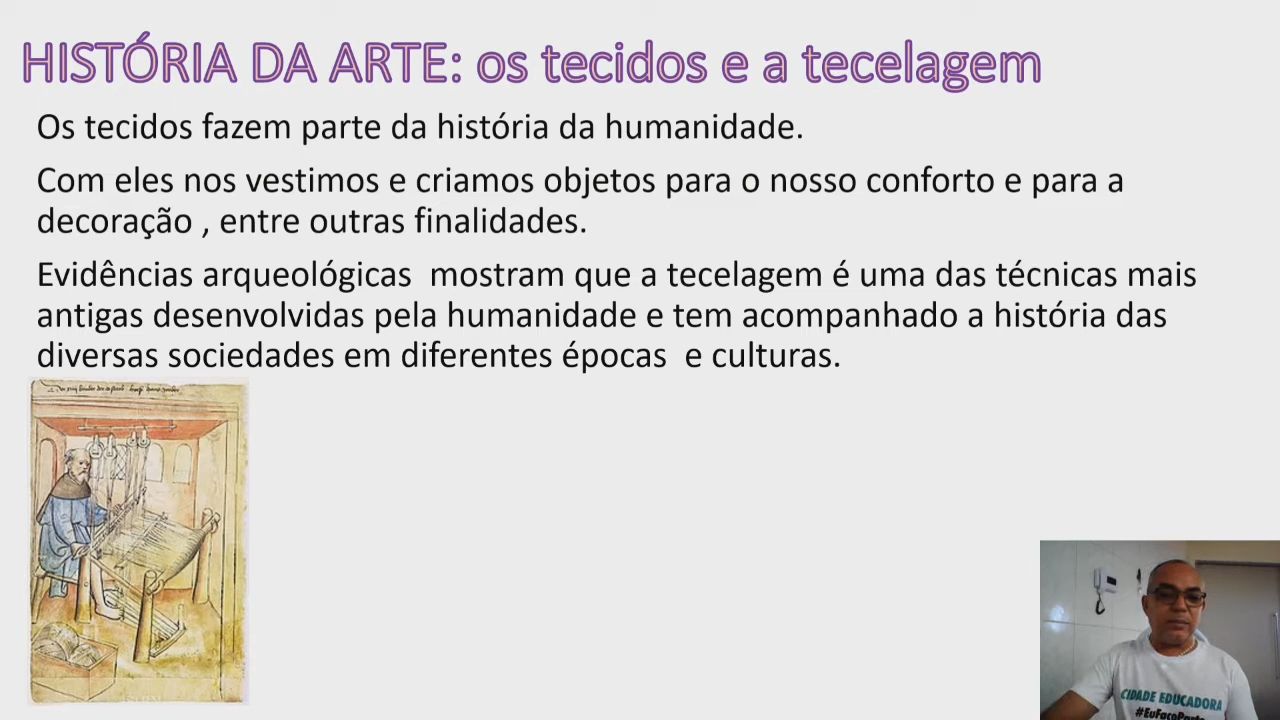 HISTÓRIA DA ARTE: os tecidos e a tecelagem
Os tecidos fazem parte da história da humanidade.
Com eles nos vestimos e criamos objetos para o nosso conforto e para a
decoração , entre outras finalidades.
Evidências arqueológicas  mostram que a tecelagem é uma das técnicas mais
antigas desenvolvidas pela humanidade e tem acompanhado a história das
diversas sociedades em diferentes épocas  e culturas.
CIDADE EDUCADORA
#EuFaçoParte